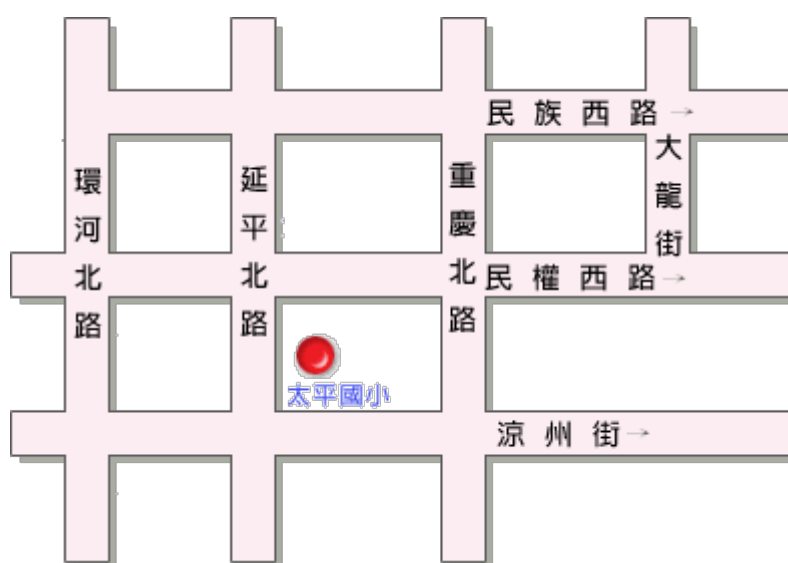 民族西路→
大龍街
環河北路
延平北路
重慶北路
民權西路→
太平國小
涼州街→